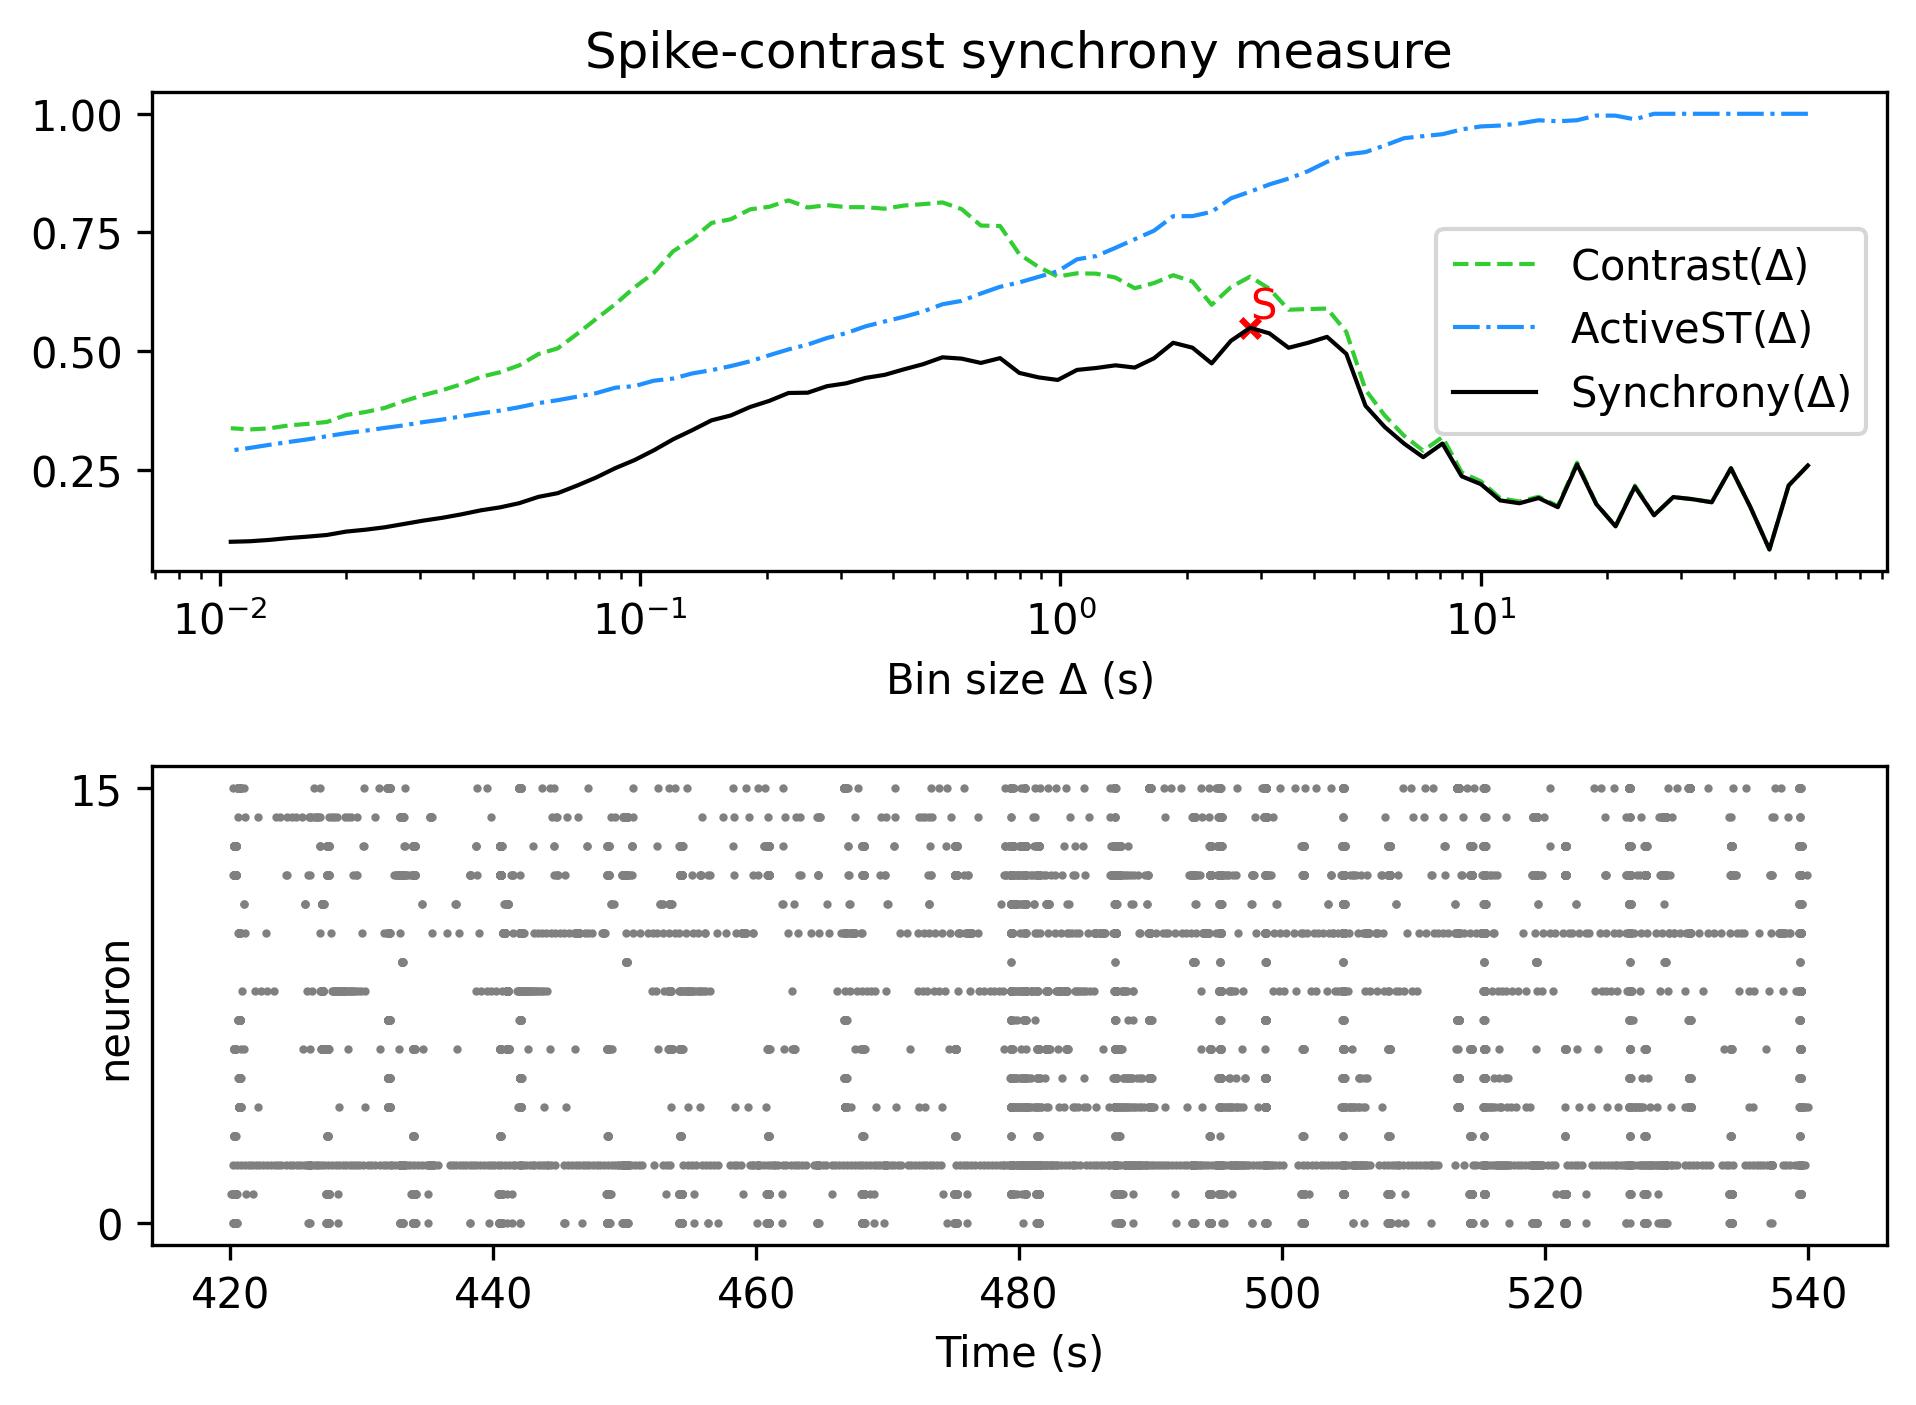 Spike-contrast synchrony measure
1.00
0.75
0.50
0.25
S
Contrast(Δ)
ActiveST(Δ)
Synchrony(Δ)
10⁻² 10⁻¹ 10⁰ 10¹
Bin size Δ (s)
15
neuron
0
420 440 460 480 500 520 540
Time (s)